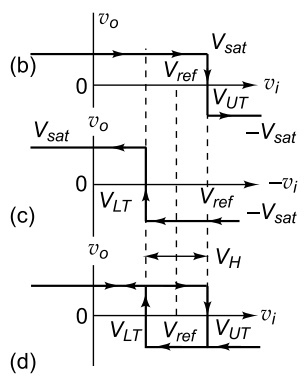 v_o
V_sat
(b)
V_ref
0
v_i
V_UT
V_sat
v_o
–V_sat
0
–v_i
V_LT
V_ref
(c)
–V_sat
v_o
V_H
0
v_i
V_LT
V_ref
V_UT
(d)